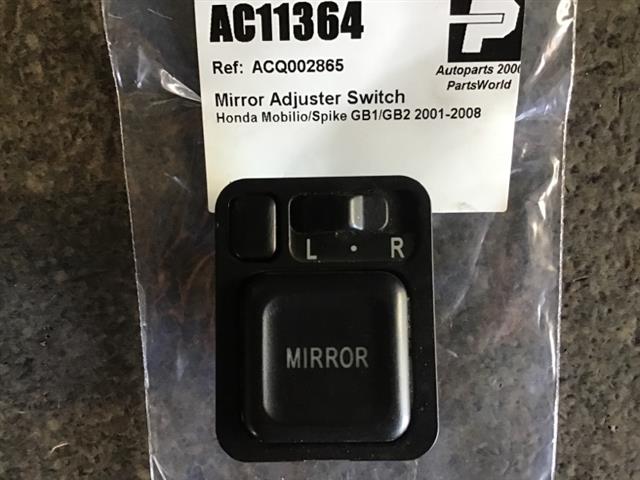 AC11364
Ref: ACQ002865
P
Autoparts 2000
PartsWorld
Mirror Adjuster Switch
Honda Mobilio/Spike GB1/GB2 2001-2008
L • R
MIRROR